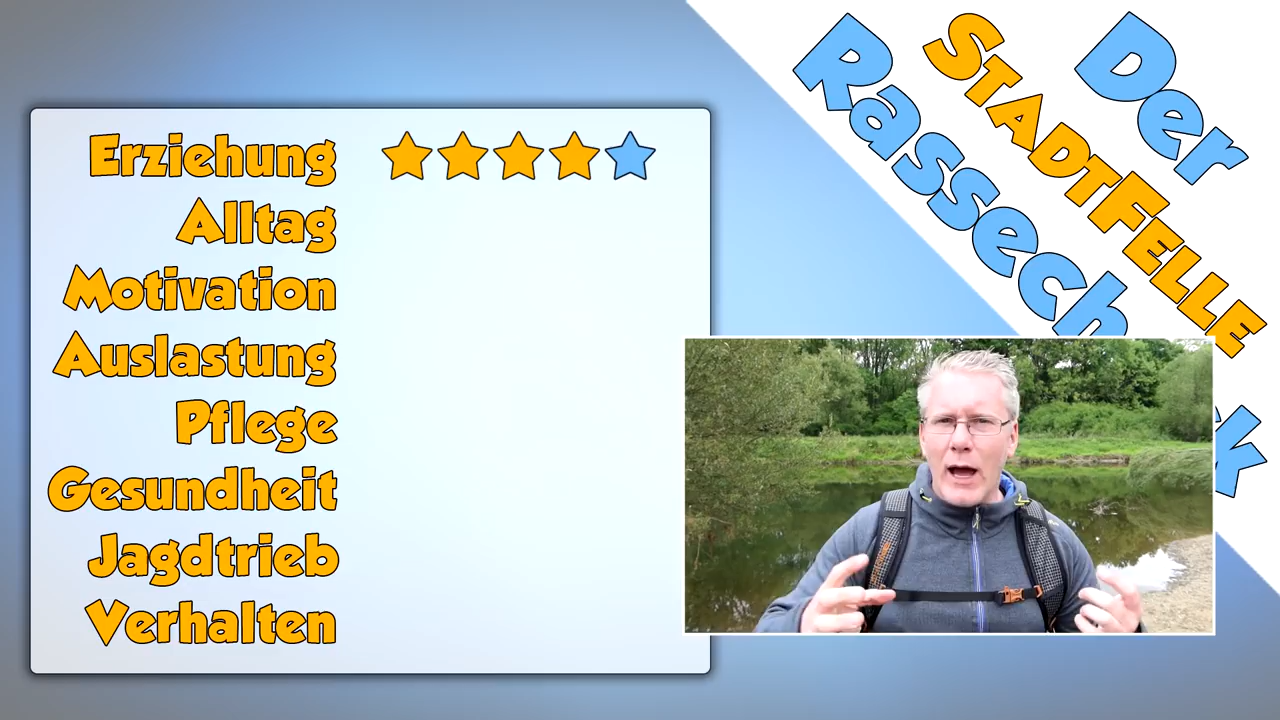 Erziehung
Alltag
Motivation
Auslastung
Pflege
Gesundheit
Jagdtrieb
Verhalten
Der
StadtFelle
Rassech
k